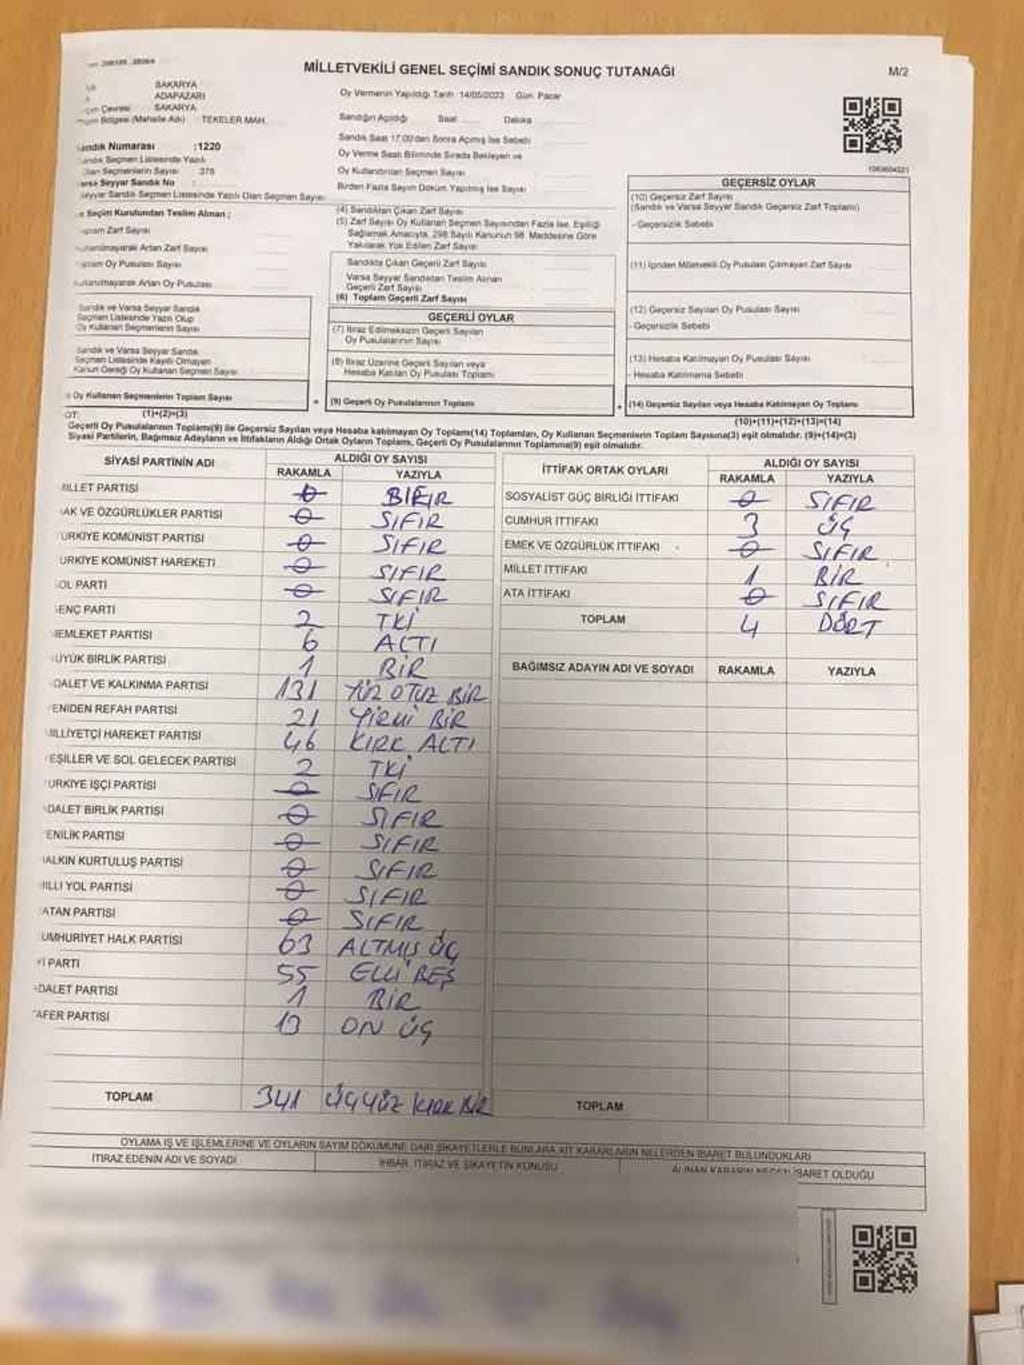 MİLLETVEKİLİ GENEL SEÇİMİ SANDIK SONUÇ TUTANAĞI
M/2
SAKARYA
ADAPAZARI
SAKARYA
Bölgesi (Mahalle Adı) : TEKELER MAH.
Sandık Numarası :1220
Sandık Seçmen Listesinde Yazılı
Olan Seçmenlerin Sayısı 378
Varsa Seyyar Sandık No :
Seyyar Sandık Seçmen Listesinde Yazılı Olan Seçmen Sayısı
Seçim Kurulundan Teslim Alınan :
Zarf Sayısı
Kullanılmayarak Artan Zarf Sayısı
Oy Pusulası Sayısı
Kullanılmayarak Artan Oy Pusulası
Sandık ve Varsa Seyyar Sandık
Seçmen Listesinde Yazılı Olup
Oy Kullanan Seçmenlerin Sayısı
Sandık ve Varsa Seyyar Sandık
Seçmen Listesinde Kayıtlı Olmayan
Kanun Gereği Oy Kullanan Seçmen Sayısı
Oy Kullanan Seçmenlerin Toplam Sayısı
(1)+(2)=(3)
Oy Vermenin Yapıldığı Tarih :14/05/2023 Gün: Pazar
Sandığın Açıldığı Saat Dakika
Sandık Saat 17:00'den Sonra Açılmış İse Sebebi
Oy Verme Saati Bitiminde Sırada Bekleyen ve
Oy Kullandırılan Seçmen Sayısı
Birden Fazla Sayım Döküm Yapılmış İse Sayısı
(4) Sandıktan Çıkan Zarf Sayısı
(5) Zarf Sayısı Oy Kullanan Seçmen Sayısından Fazla İse, Eşitliği
Sağlamak Amacıyla, 298 Sayılı Kanunun 98. Maddesine Göre
Yakılarak Yok Edilen Zarf Sayısı
Sandıkta Çıkan Geçerli Zarf Sayısı
Varsa Seyyar Sandıktan Teslim Alınan
Geçerli Zarf Sayısı
(6) Toplam Geçerli Zarf Sayısı
GEÇERLİ OYLAR
(7) İtiraz Edilmeksizin Geçerli Sayılan
Oy Pusulalarının Sayısı
(8) İtiraz Üzerine Geçerli Sayılan veya
Hesaba Katılan Oy Pusulası Toplamı
(9) Geçerli Oy Pusulalarının Toplamı
1063604221
GEÇERSİZ OYLAR
(10) Geçersiz Zarf Sayısı
(Sandık ve Varsa Seyyar Sandık Geçersiz Zarf Toplamı)
- Geçersizlik Sebebi
(11) İçinden Milletvekili Oy Pusulası Çıkmayan Zarf Sayısı
(12) Geçersiz Sayılan Oy Pusulası Sayısı
- Geçersizlik Sebebi
(13) Hesaba Katılmayan Oy Pusulası Sayısı
- Hesaba Katılmama Sebebi
(14) Geçersiz Sayılan veya Hesaba Katılmayan Oy Toplamı
(10)+(11)+(12)+(13)=(14)
Geçerli Oy Pusulalarının Toplamı(9) ile Geçersiz Sayılan veya Hesaba katılmayan Oy Toplamı(14) Toplamları, Oy Kullanan Seçmenlerin Toplam Sayısına(3) eşit olmalıdır. (9)+(14)=(3)
Siyasi Partilerin, Bağımsız Adayların ve İttifakların Aldığı Ortak Oyların Toplamı, Geçerli Oy Pusulalarının Toplamına(9) eşit olmalıdır.
SİYASİ PARTİNİN ADI
ALDIĞI OY SAYISI
RAKAMLA YAZIYLA
MİLLET PARTİSİ 0
HAK VE ÖZGÜRLÜKLER PARTİSİ 0 SIFIR
TÜRKİYE KOMÜNİST PARTİSİ 0 SIFIR
TÜRKİYE KOMÜNİST HAREKETİ 0 SIFIR
SOL PARTİ 0 SIFIR
GENÇ PARTİ 2 İKİ
MEMLEKET PARTİSİ 6 ALTI
BÜYÜK BİRLİK PARTİSİ 1 BİR
ADALET VE KALKINMA PARTİSİ 131 YÜZ OTUZ BİR
YENİDEN REFAH PARTİSİ 21 YİRMİ BİR
MİLLİYETÇİ HAREKET PARTİSİ 46 KIRK ALTI
YEŞİLLER VE SOL GELECEK PARTİSİ 2 İKİ
TÜRKİYE İŞÇİ PARTİSİ 0 SIFIR
ADALET BİRLİK PARTİSİ 0 SIFIR
YENİLİK PARTİSİ 0 SIFIR
HALKIN KURTULUŞ PARTİSİ 0 SIFIR
MİLLİ YOL PARTİSİ 0 SIFIR
VATAN PARTİSİ 0 SIFIR
CUMHURİYET HALK PARTİSİ 63 ALTMIŞ ÜÇ
İYİ PARTİ 55 ELLİ BEŞ
ADALET PARTİSİ 1 BİR
ZAFER PARTİSİ 13 ON ÜÇ
TOPLAM 341 ÜÇYÜZ KIRK BİR
İTTİFAK ORTAK OYLARI
ALDIĞI OY SAYISI
RAKAMLA YAZIYLA
SOSYALİST GÜÇ BİRLİĞİ İTTİFAKI 0 SIFIR
CUMHUR İTTİFAKI 3 ÜÇ
EMEK VE ÖZGÜRLÜK İTTİFAKI 0 SIFIR
MİLLET İTTİFAKI 1 BİR
ATA İTTİFAKI 0 SIFIR
TOPLAM 4 DÖRT
BAĞIMSIZ ADAYIN ADI VE SOYADI RAKAMLA YAZIYLA
TOPLAM
OYLAMA İŞ VE İŞLEMLERİNE VE OYLARIN SAYIM DÖKÜMÜNE DAİR ŞİKAYETLERLE BUNLARA AİT KARARLARIN NELERDEN İBARET BULUNDUKLARI
İTİRAZ EDENİN ADI VE SOYADI
İHBAR, İTİRAZ VE ŞİKAYETİN KONUSU
ALINAN KARARIN NEDEN İBARET OLDUĞU